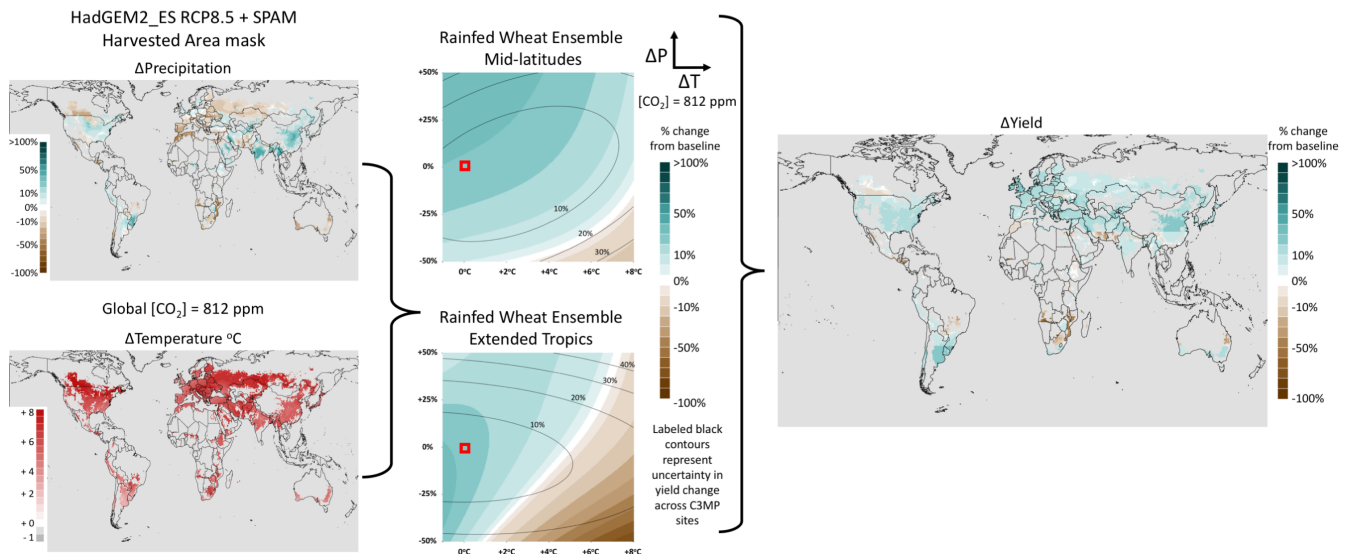 HadGEM2_ES RCP8.5 + SPAM
Harvested Area mask
ΔPrecipitation
>100%
50%
10%
0%
-10%
-50%
-100%
Global [CO₂] = 812 ppm
ΔTemperature °C
+ 8
+ 6
+ 4
+ 2
+ 0
- 1
Rainfed Wheat Ensemble
Mid-latitudes
+50%
+25%
0%
-25%
-50%
0°C
+2°C
+4°C
+6°C
+8°C
10%
20%
30%
Rainfed Wheat Ensemble
Extended Tropics
+50%
+25%
0%
-25%
-50%
0°C
+2°C
+4°C
+6°C
+8°C
10%
20%
30%
40%
ΔP
ΔT
[CO₂] = 812 ppm
% change
from baseline
>100%
50%
10%
0%
-10%
-50%
-100%
Labeled black
contours
represent
uncertainty in
yield change
across C3MP
sites
ΔYield
% change
from baseline
>100%
50%
10%
0%
-10%
-50%
-100%